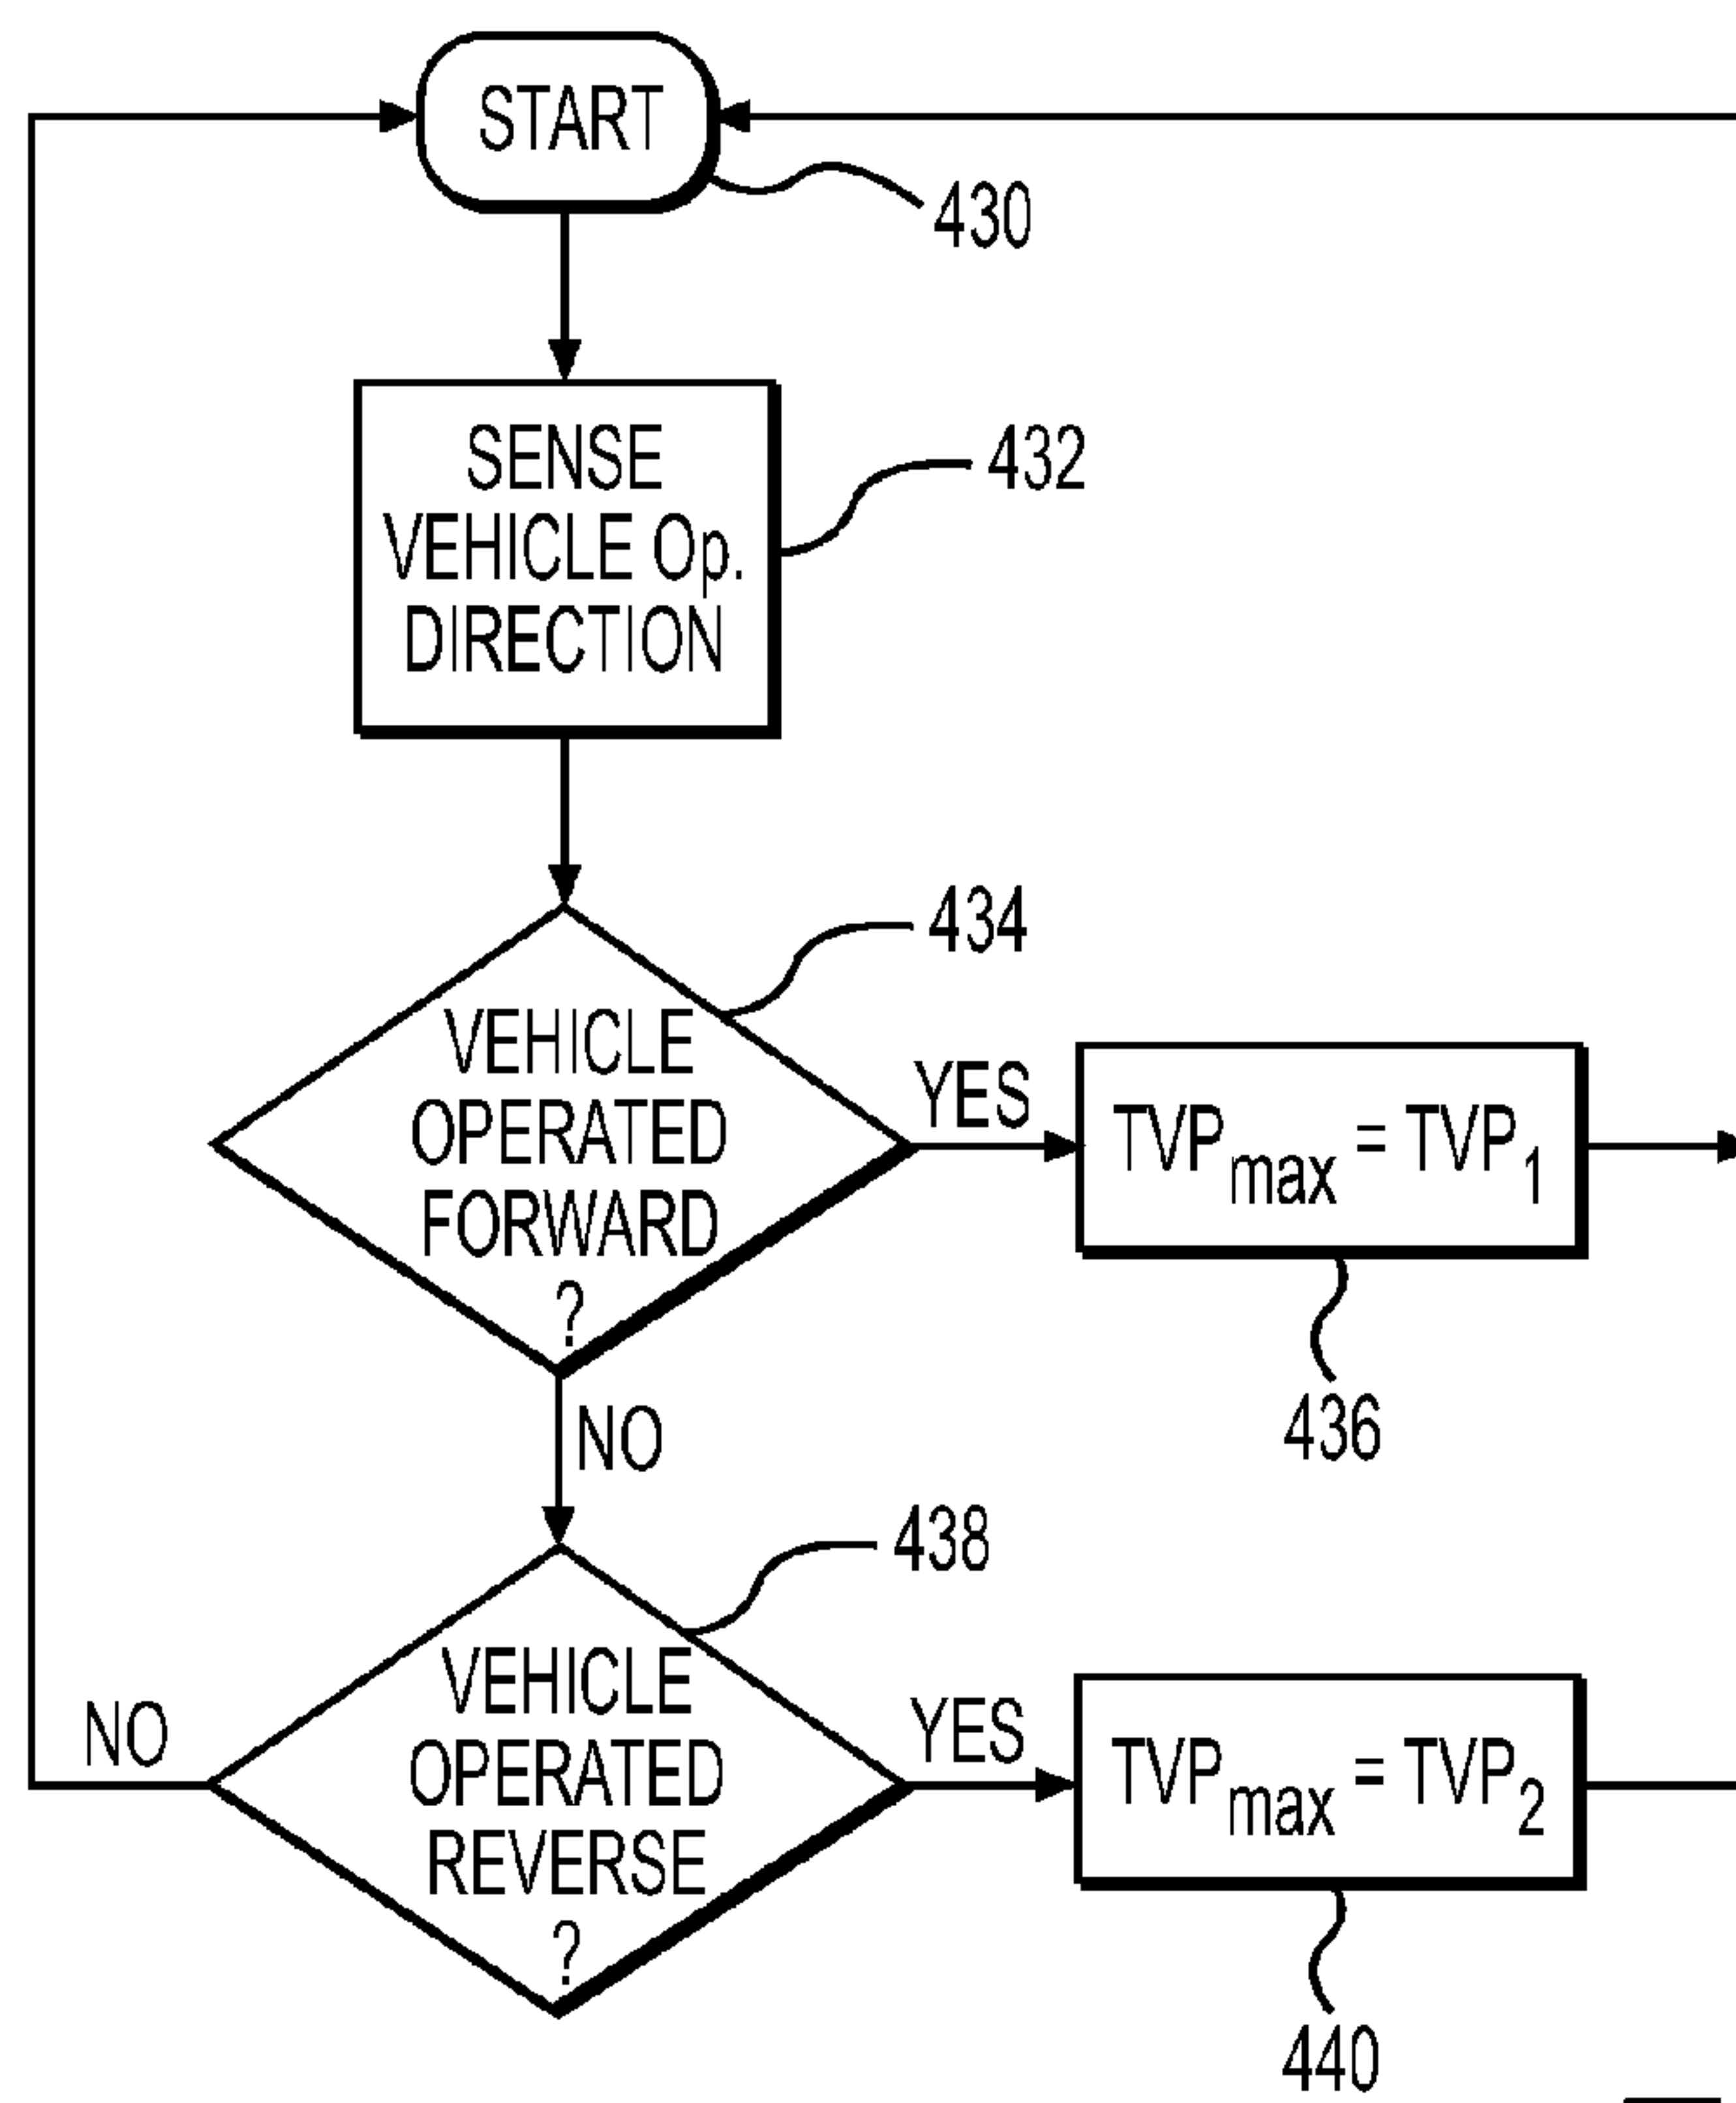 START
430
SENSE
VEHICLE Op.
DIRECTION
432
434
VEHICLE
OPERATED
FORWARD
?
YES
TVPmax = TVP1
436
NO
438
VEHICLE
OPERATED
REVERSE
?
NO
YES
TVPmax = TVP2
440